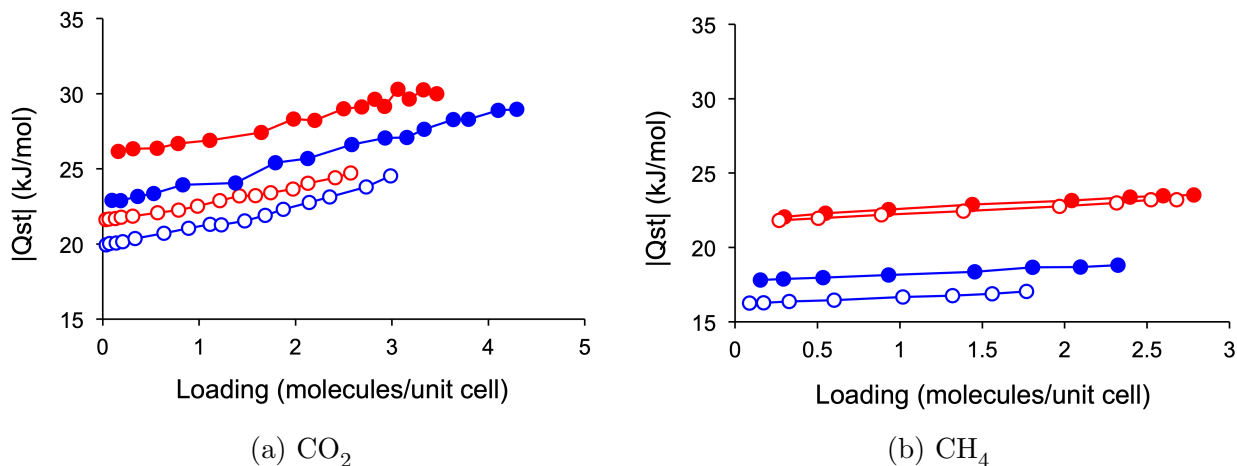 35
30
25
20
15
|Qst| (kJ/mol)
0 1 2 3 4 5
Loading (molecules/unit cell)
(a) CO₂
35
30
25
20
15
|Qst| (kJ/mol)
0 0.5 1 1.5 2 2.5 3
Loading (molecules/unit cell)
(b) CH₄